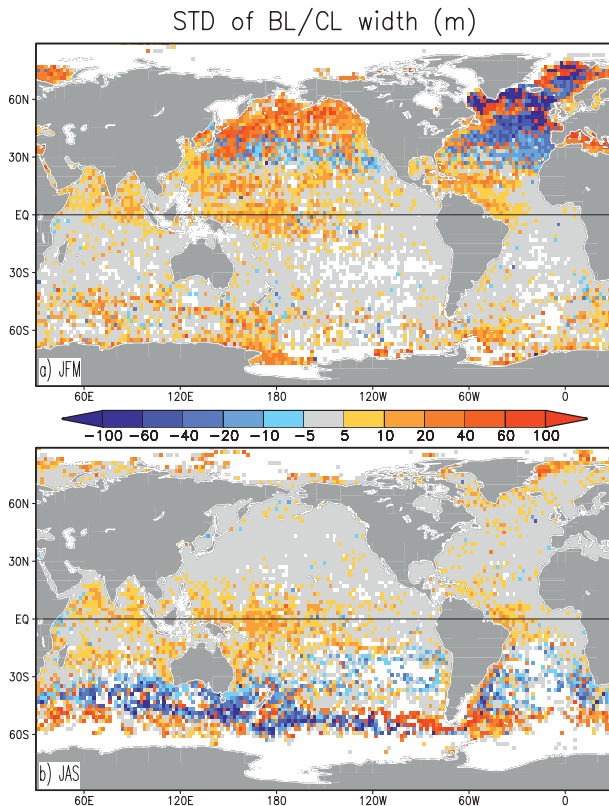 STD of BL/CL width (m)
60N
30N
EQ
30S
60S
a) JFM
60E 120E 180 120W 60W 0
-100 -60 -40 -20 -10 -5 5 10 20 40 60 100
60N
30N
EQ
30S
60S
b) JAS
60E 120E 180 120W 60W 0